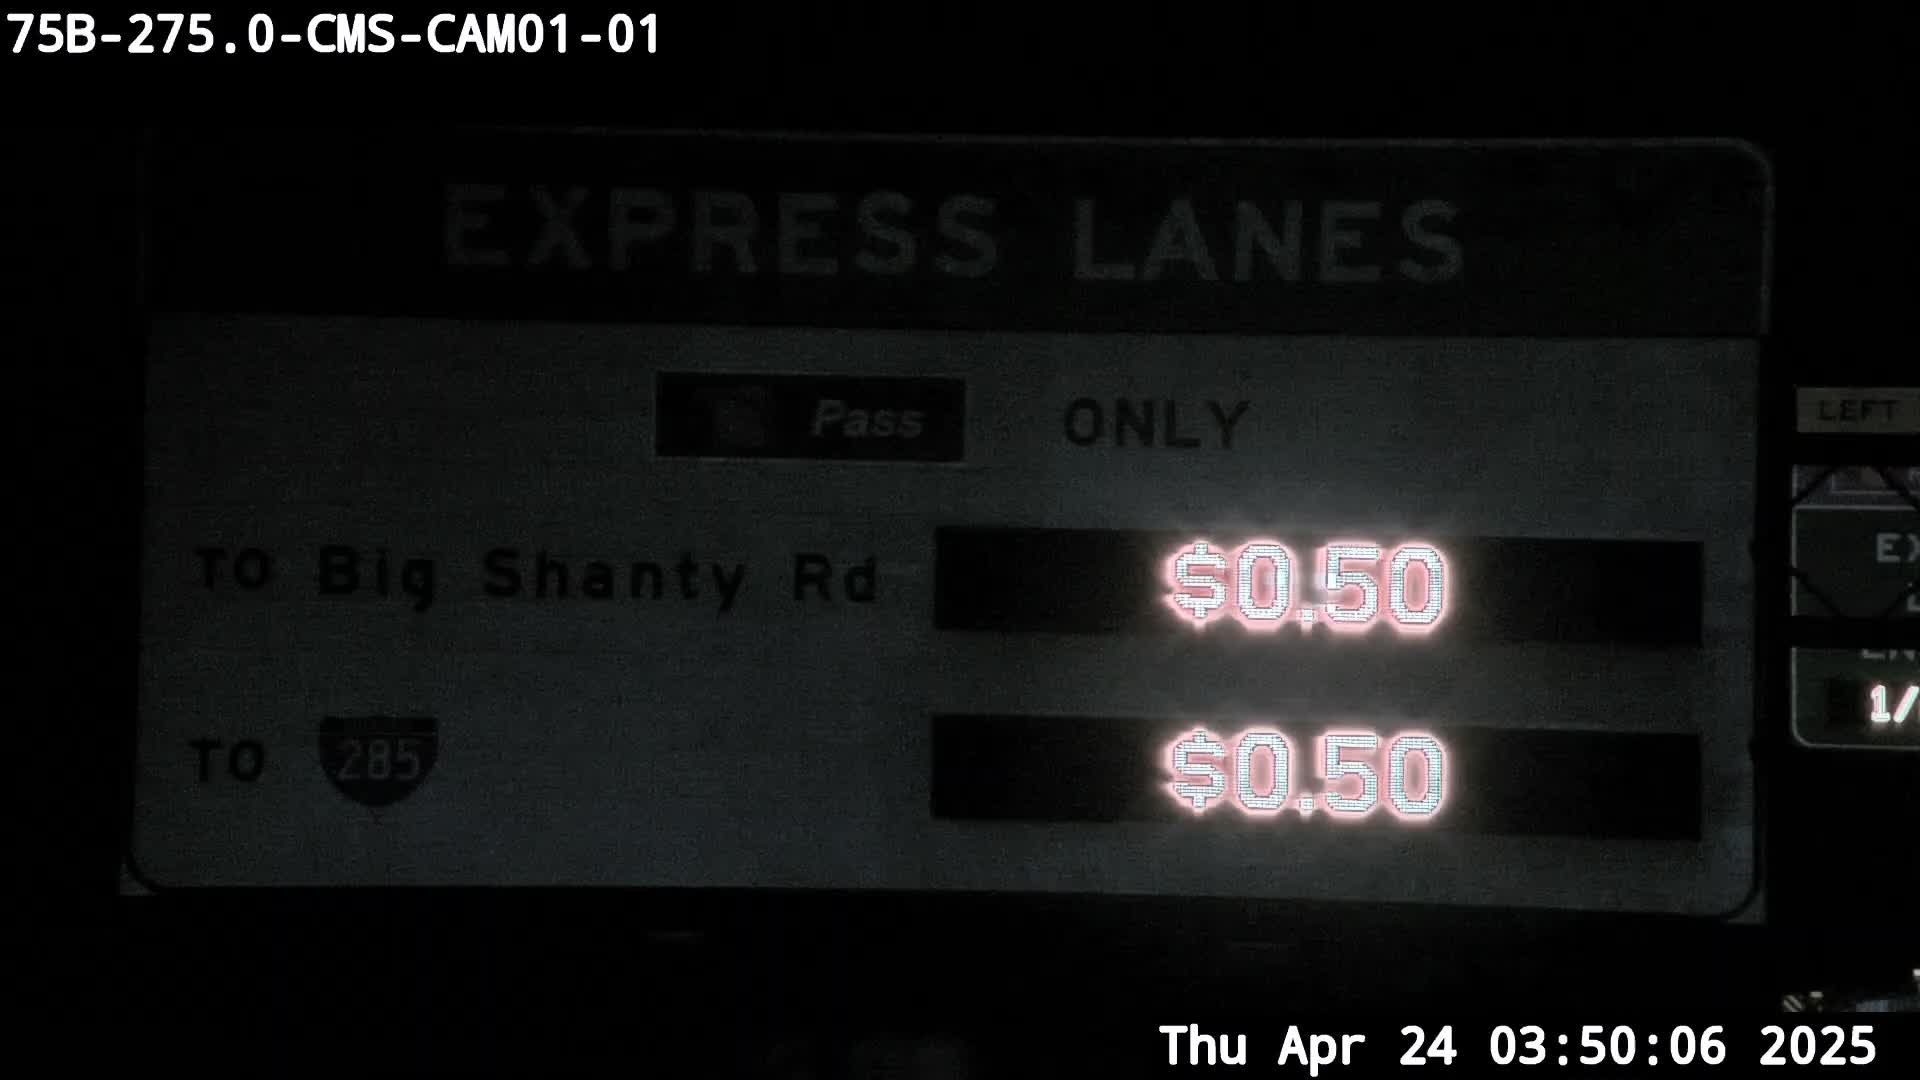 75B-275.0-CMS-CAM01-01
EXPRESS LANES
Pass ONLY
TO Big Shanty Rd $0.50
TO 285 $0.50
LEFT
1/
Thu Apr 24 03:50:06 2025